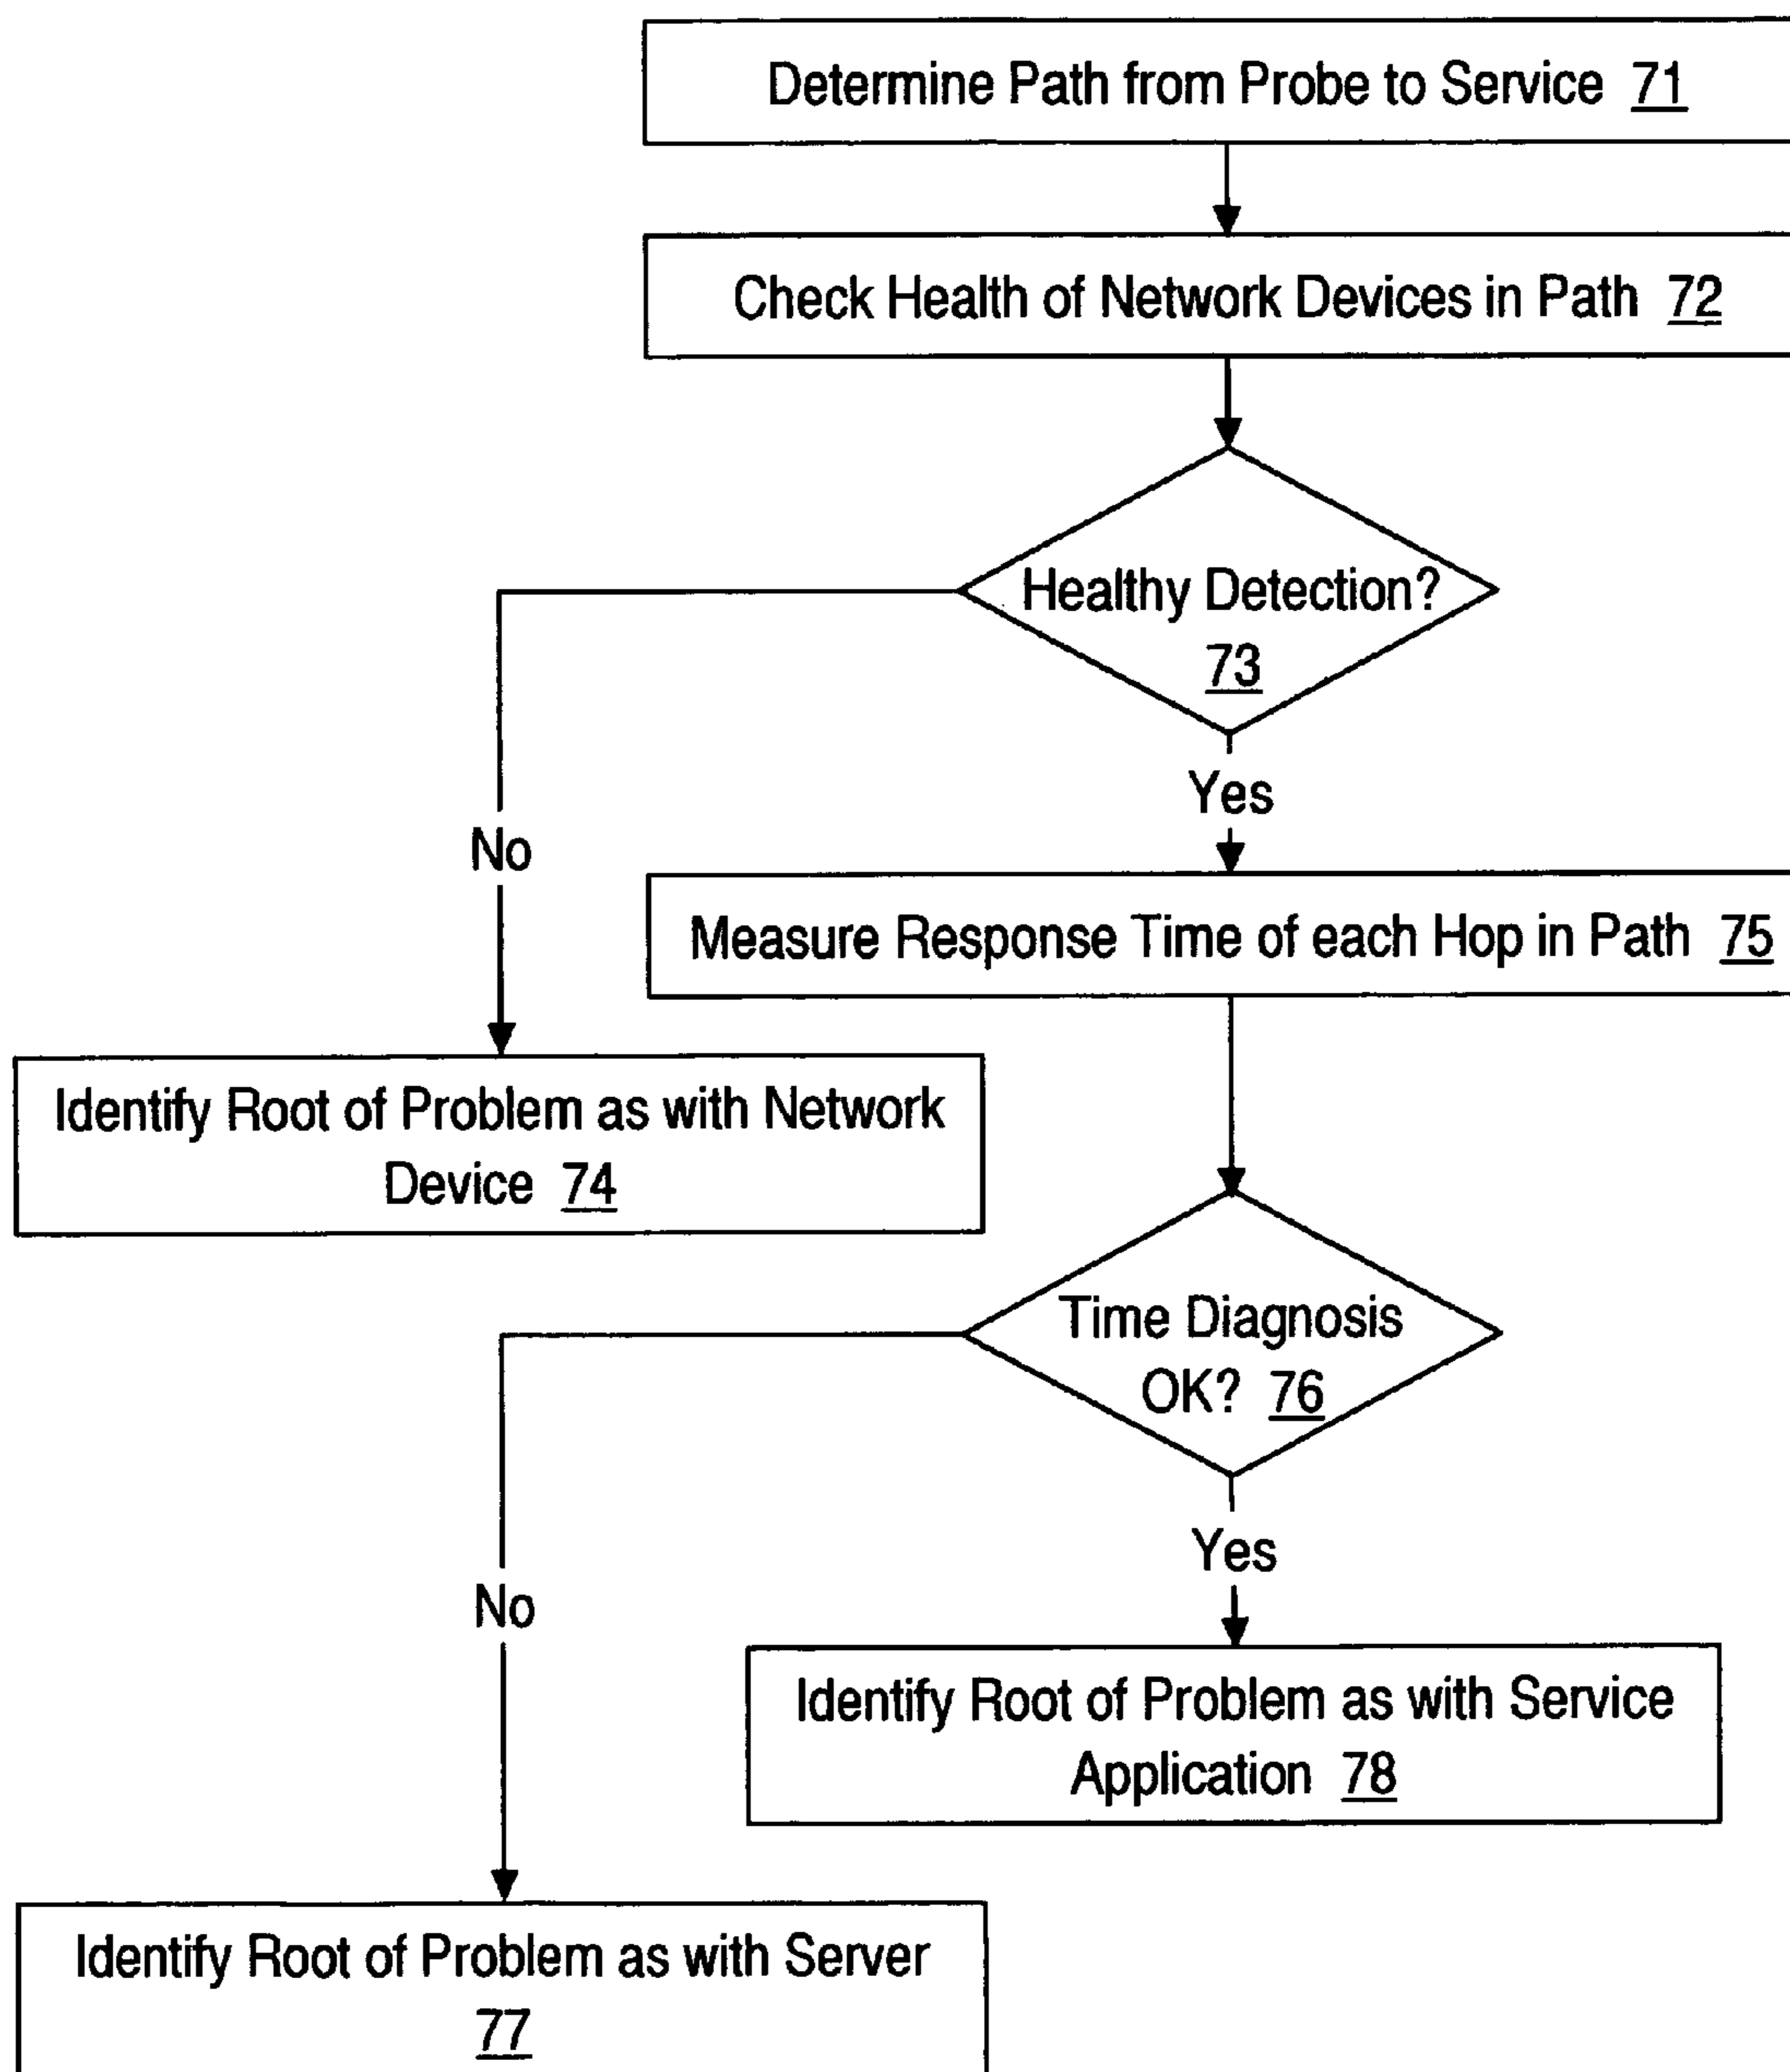 Determine Path from Probe to Service 71
Check Health of Network Devices in Path 72
Healthy Detection?
73
Yes
No
Measure Response Time of each Hop in Path 75
Identify Root of Problem as with Network
Device 74
Time Diagnosis
OK? 76
Yes
No
Identify Root of Problem as with Service
Application 78
Identify Root of Problem as with Server
77